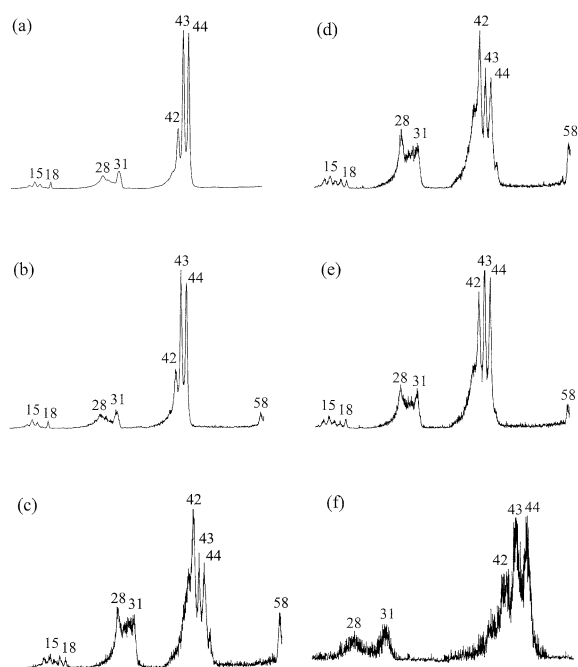 (a)
15 18 28 31 42 43 44
(b)
15 18 28 31 42 43 44 58
(c)
15 18 28 31 42 43 44 58
(d)
15 18 28 31 42 43 44 58
(e)
15 18 28 31 42 43 44 58
(f)
28 31 42 43 44